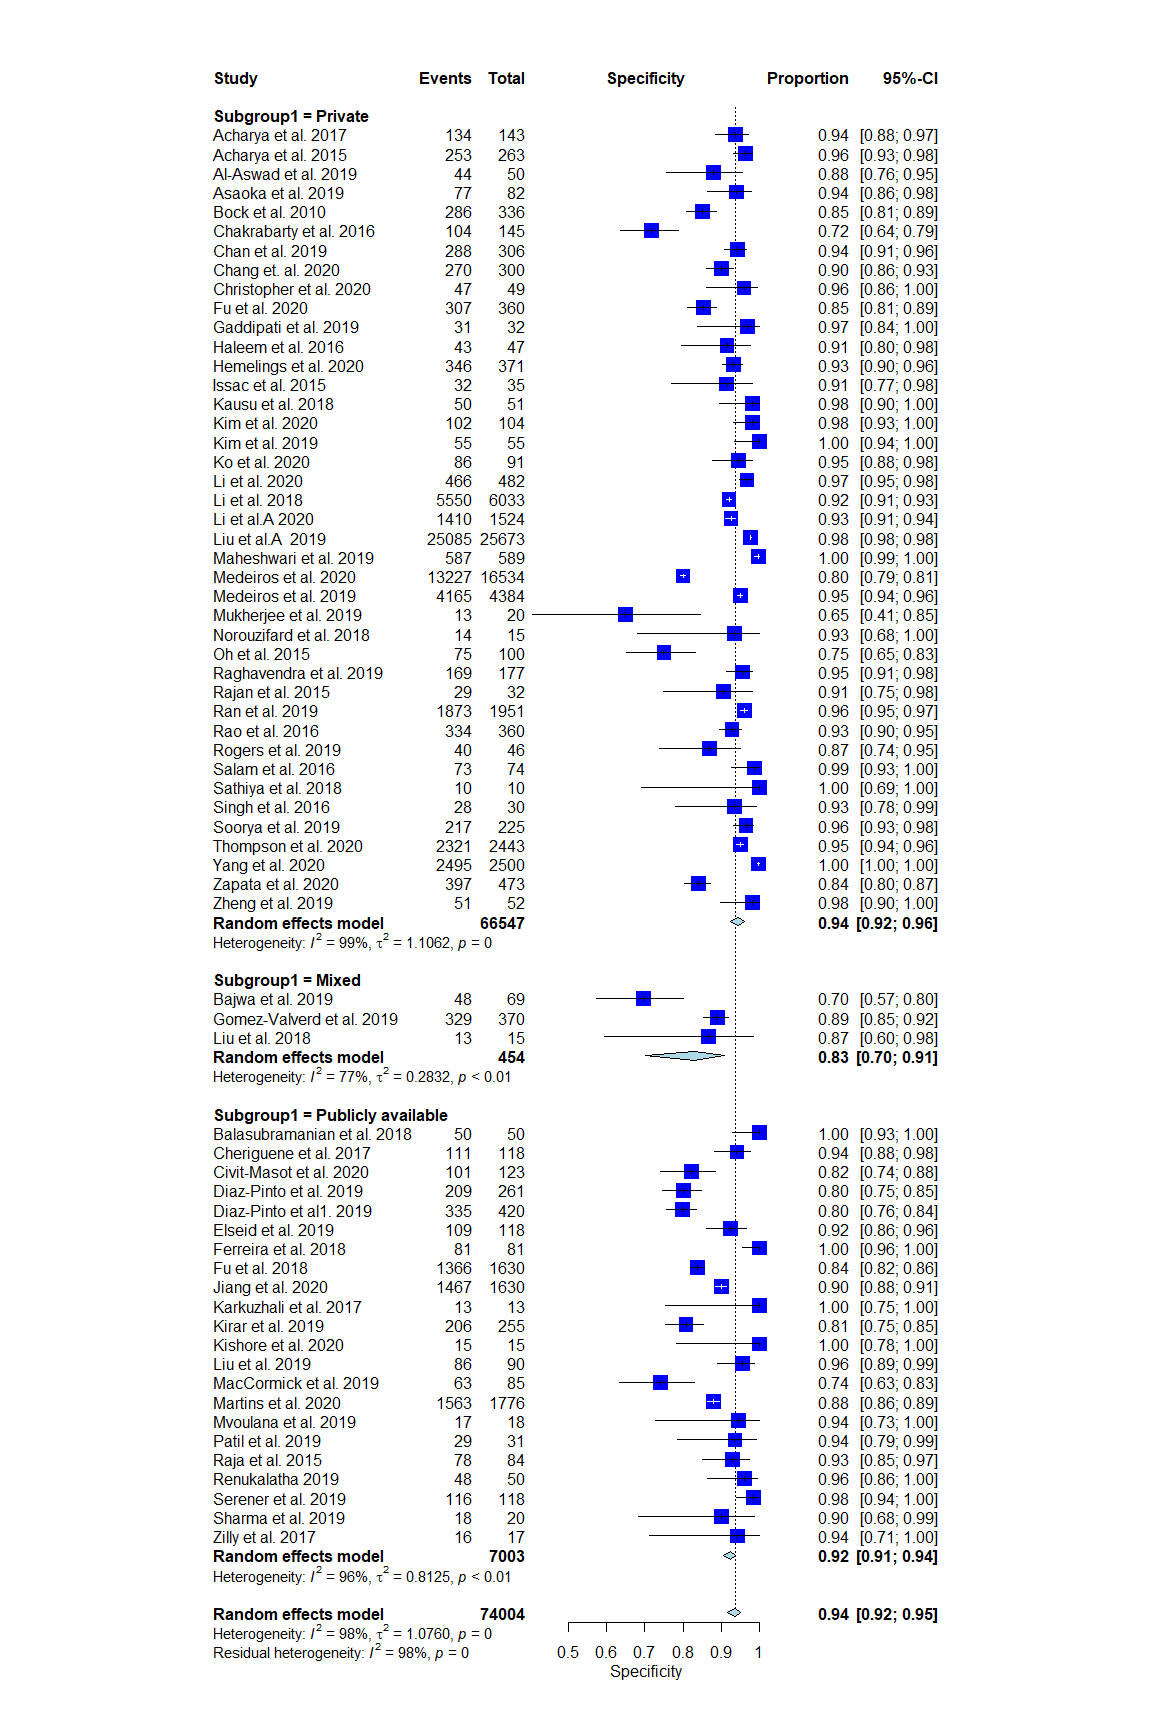 Study Events Total Specificity Proportion 95%-CI
Subgroup1 = Private
Acharya et al. 2017 134 143 0.94 [0.88; 0.97]
Acharya et al. 2015 253 263 0.96 [0.93; 0.98]
Al-Aswad et al. 2019 44 50 0.88 [0.76; 0.95]
Asaoka et al. 2019 77 82 0.94 [0.86; 0.98]
Bock et al. 2010 286 336 0.85 [0.81; 0.89]
Chakrabarty et al. 2016 104 145 0.72 [0.64; 0.79]
Chan et al. 2019 288 306 0.94 [0.91; 0.96]
Chang et. al. 2020 270 300 0.90 [0.86; 0.93]
Christopher et al. 2020 47 49 0.96 [0.86; 1.00]
Fu et al. 2020 307 360 0.85 [0.81; 0.89]
Gaddipati et al. 2019 31 32 0.97 [0.84; 1.00]
Haleem et al. 2016 43 47 0.91 [0.80; 0.98]
Hemelings et al. 2020 346 371 0.93 [0.90; 0.96]
Issac et al. 2015 32 35 0.91 [0.77; 0.98]
Kausu et al. 2018 50 51 0.98 [0.90; 1.00]
Kim et al. 2020 102 104 0.98 [0.93; 1.00]
Kim et al. 2019 55 55 1.00 [0.94; 1.00]
Ko et al. 2020 86 91 0.95 [0.88; 0.98]
Li et al. 2020 466 482 0.97 [0.95; 0.98]
Li et al. 2018 5550 6033 0.92 [0.91; 0.93]
Li et al.A 2020 1410 1524 0.93 [0.91; 0.94]
Liu et al.A 2019 25085 25673 0.98 [0.98; 0.98]
Maheshwari et al. 2019 587 589 1.00 [0.99; 1.00]
Medeiros et al. 2020 13227 16534 0.80 [0.79; 0.81]
Medeiros et al. 2019 4165 4384 0.95 [0.94; 0.96]
Mukherjee et al. 2019 13 20 0.65 [0.41; 0.85]
Norouzifard et al. 2018 14 15 0.93 [0.68; 1.00]
Oh et al. 2015 75 100 0.75 [0.65; 0.83]
Raghavendra et al. 2019 169 177 0.95 [0.91; 0.98]
Rajan et al. 2015 29 32 0.91 [0.75; 0.98]
Ran et al. 2019 1873 1951 0.96 [0.95; 0.97]
Rao et al. 2016 334 360 0.93 [0.90; 0.95]
Rogers et al. 2019 40 46 0.87 [0.74; 0.95]
Salam et al. 2016 73 74 0.99 [0.93; 1.00]
Sathiya et al. 2018 10 10 1.00 [0.69; 1.00]
Singh et al. 2016 28 30 0.93 [0.78; 0.99]
Soorya et al. 2019 217 225 0.96 [0.93; 0.98]
Thompson et al. 2020 2321 2443 0.95 [0.94; 0.96]
Yang et al. 2020 2495 2500 1.00 [1.00; 1.00]
Zapata et al. 2020 397 473 0.84 [0.80; 0.87]
Zheng et al. 2019 51 52 0.98 [0.90; 1.00]
Random effects model 66547 0.94 [0.92; 0.96]
Heterogeneity: I² = 99%, τ² = 1.1062, p = 0
Subgroup1 = Mixed
Bajwa et al. 2019 48 69 0.70 [0.57; 0.80]
Gomez-Valverd et al. 2019 329 370 0.89 [0.85; 0.92]
Liu et al. 2018 13 15 0.87 [0.60; 0.98]
Random effects model 454 0.83 [0.70; 0.91]
Heterogeneity: I² = 77%, τ² = 0.2832, p < 0.01
Subgroup1 = Publicly available
Balasubramanian et al. 2018 50 50 1.00 [0.93; 1.00]
Cheriguene et al. 2017 111 118 0.94 [0.88; 0.98]
Civit-Masot et al. 2020 101 123 0.82 [0.74; 0.88]
Diaz-Pinto et al. 2019 209 261 0.80 [0.75; 0.85]
Diaz-Pinto et al1. 2019 335 420 0.80 [0.76; 0.84]
Elseid et al. 2019 109 118 0.92 [0.86; 0.96]
Ferreira et al. 2018 81 81 1.00 [0.96; 1.00]
Fu et al. 2018 1366 1630 0.84 [0.82; 0.86]
Jiang et al. 2020 1467 1630 0.90 [0.88; 0.91]
Karkuzhali et al. 2017 13 13 1.00 [0.75; 1.00]
Kirar et al. 2019 206 255 0.81 [0.75; 0.85]
Kishore et al. 2020 15 15 1.00 [0.78; 1.00]
Liu et al. 2019 86 90 0.96 [0.89; 0.99]
MacCormick et al. 2019 63 85 0.74 [0.63; 0.83]
Martins et al. 2020 1563 1776 0.88 [0.86; 0.89]
Mvoulana et al. 2019 17 18 0.94 [0.73; 1.00]
Patil et al. 2019 29 31 0.94 [0.79; 0.99]
Raja et al. 2015 78 84 0.93 [0.85; 0.97]
Renukalatha 2019 48 50 0.96 [0.86; 1.00]
Serener et al. 2019 116 118 0.98 [0.94; 1.00]
Sharma et al. 2019 18 20 0.90 [0.68; 0.99]
Zilly et al. 2017 16 17 0.94 [0.71; 1.00]
Random effects model 7003 0.92 [0.91; 0.94]
Heterogeneity: I² = 96%, τ² = 0.8125, p < 0.01
Random effects model 74004 0.94 [0.92; 0.95]
Heterogeneity: I² = 98%, τ² = 1.0760, p = 0
Residual heterogeneity: I² = 98%, p = 0
0.5 0.6 0.7 0.8 0.9 1
Specificity